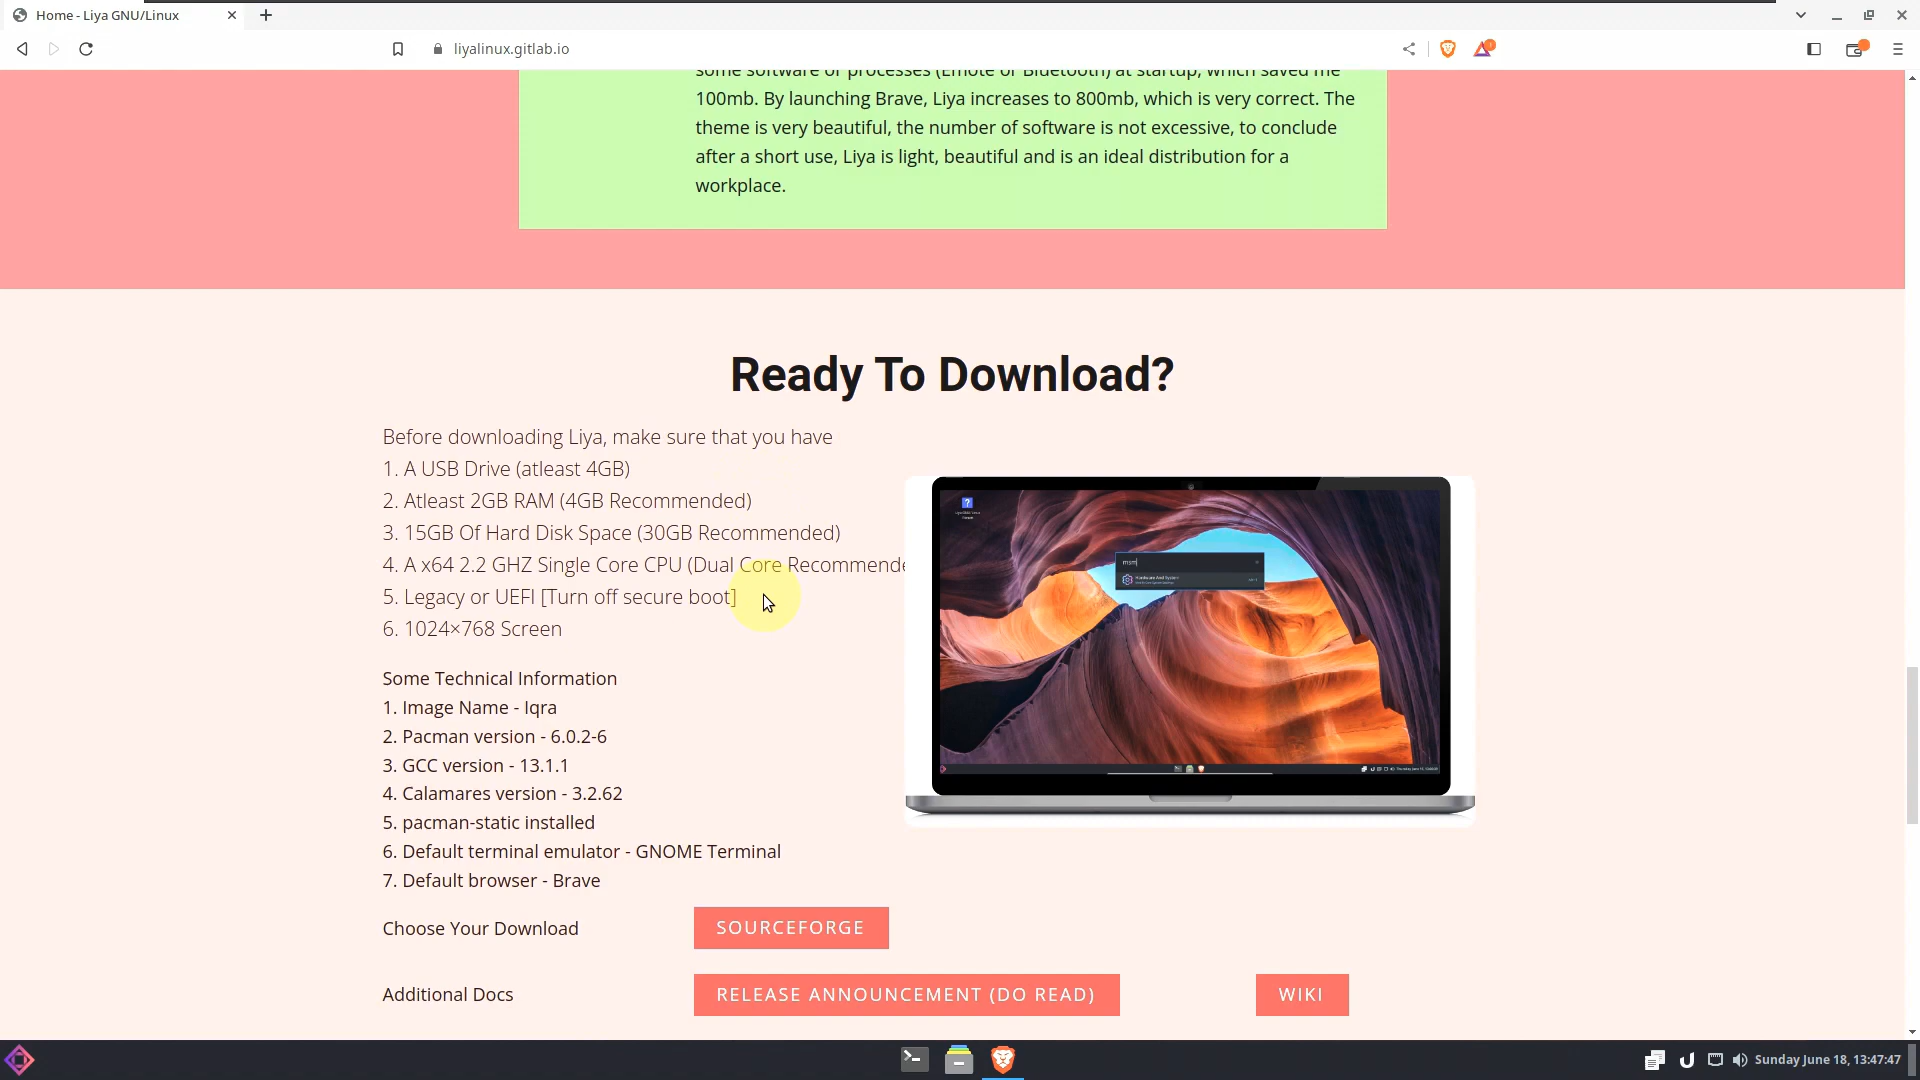 Home - Liya GNU/Linux
liyalinux.gitlab.io
some software or processes (Emote or Bluetooth) at startup, which saved me
100mb. By launching Brave, Liya increases to 800mb, which is very correct. The
theme is very beautiful, the number of software is not excessive, to conclude
after a short use, Liya is light, beautiful and is an ideal distribution for a
workplace.
Ready To Download?
Before downloading Liya, make sure that you have
1. A USB Drive (atleast 4GB)
2. Atleast 2GB RAM (4GB Recommended)
3. 15GB Of Hard Disk Space (30GB Recommended)
4. A x64 2.2 GHZ Single Core CPU (Dual Core Recommende
5. Legacy or UEFI [Turn off secure boot]
6. 1024×768 Screen
Some Technical Information
1. Image Name - Iqra
2. Pacman version - 6.0.2-6
3. GCC version - 13.1.1
4. Calamares version - 3.2.62
5. pacman-static installed
6. Default terminal emulator - GNOME Terminal
7. Default browser - Brave
Choose Your Download
SOURCEFORGE
Additional Docs
RELEASE ANNOUNCEMENT (DO READ)
WIKI
Hardware And System
Sunday June 18, 13:47:47